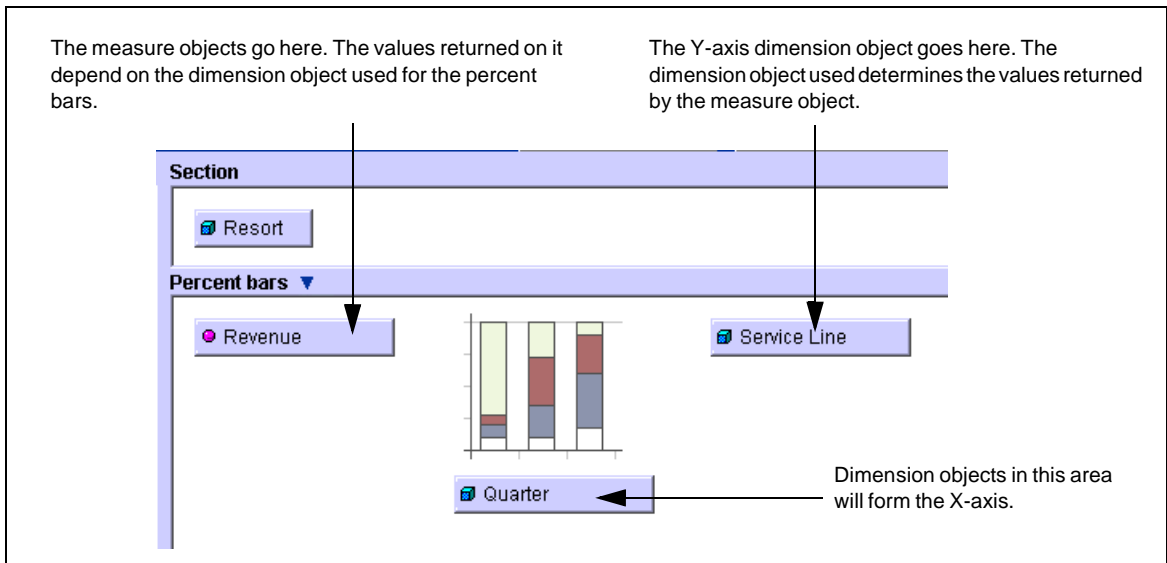 The measure objects go here. The values returned on it
depend on the dimension object used for the percent
bars.
The Y-axis dimension object goes here. The
dimension object used determines the values returned
by the measure object.
Section
Resort
Percent bars
Revenue
Service Line
Quarter
Dimension objects in this area
will form the X-axis.